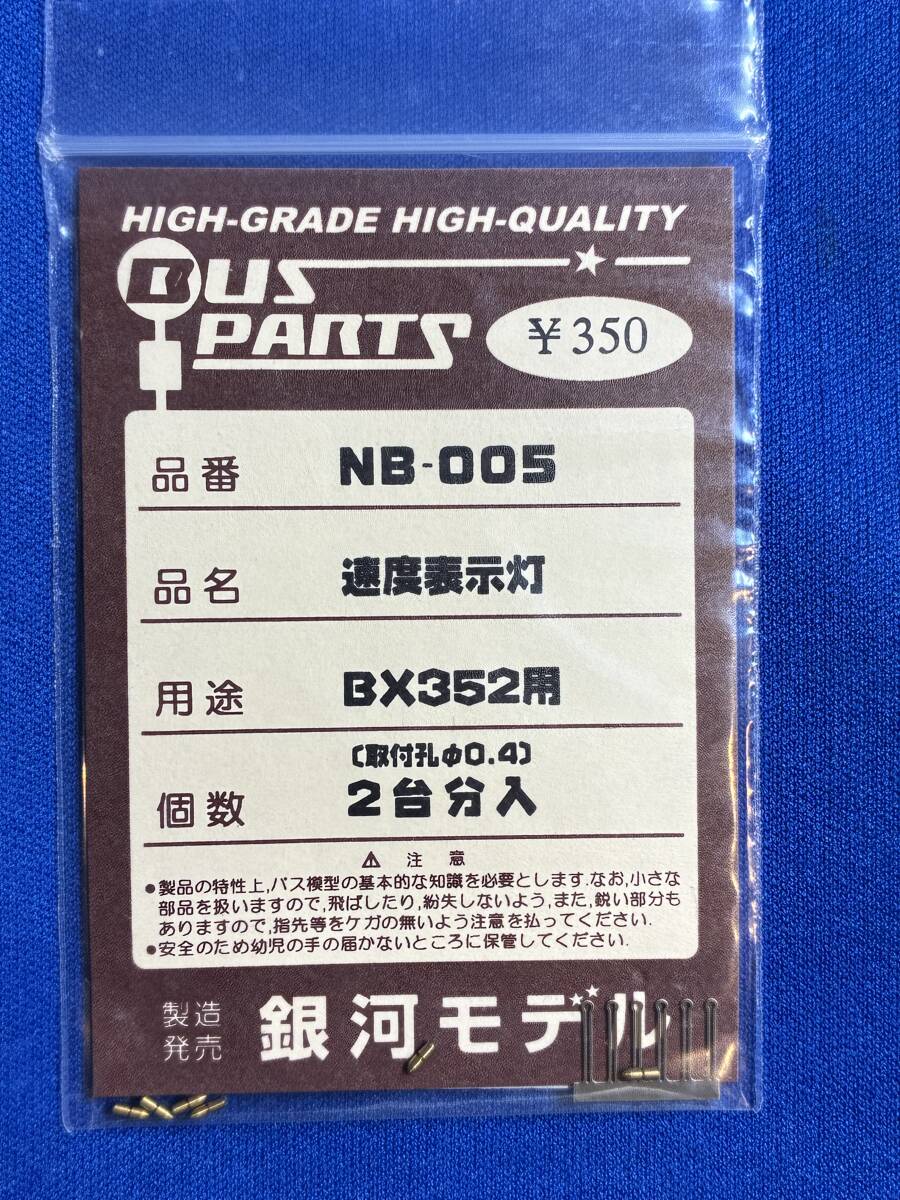 HIGH-GRADE HIGH-QUALITY
BUS
PARTS
¥350
品番 NB-005
品名 速度表示灯
用途 BX352用
(取付孔φ0.4)
個数 2台分入
⚠ 注意
●製品の特性上,バス模型の基本的な知識を必要とします.なお,小さな
部品を扱いますので,飛ばしたり,紛失しないよう,また,鋭い部分も
ありますので,指先等をケガの無いよう注意を払ってください.
●安全のため幼児の手の届かないところに保管してください.
製造
発売
銀河モデル